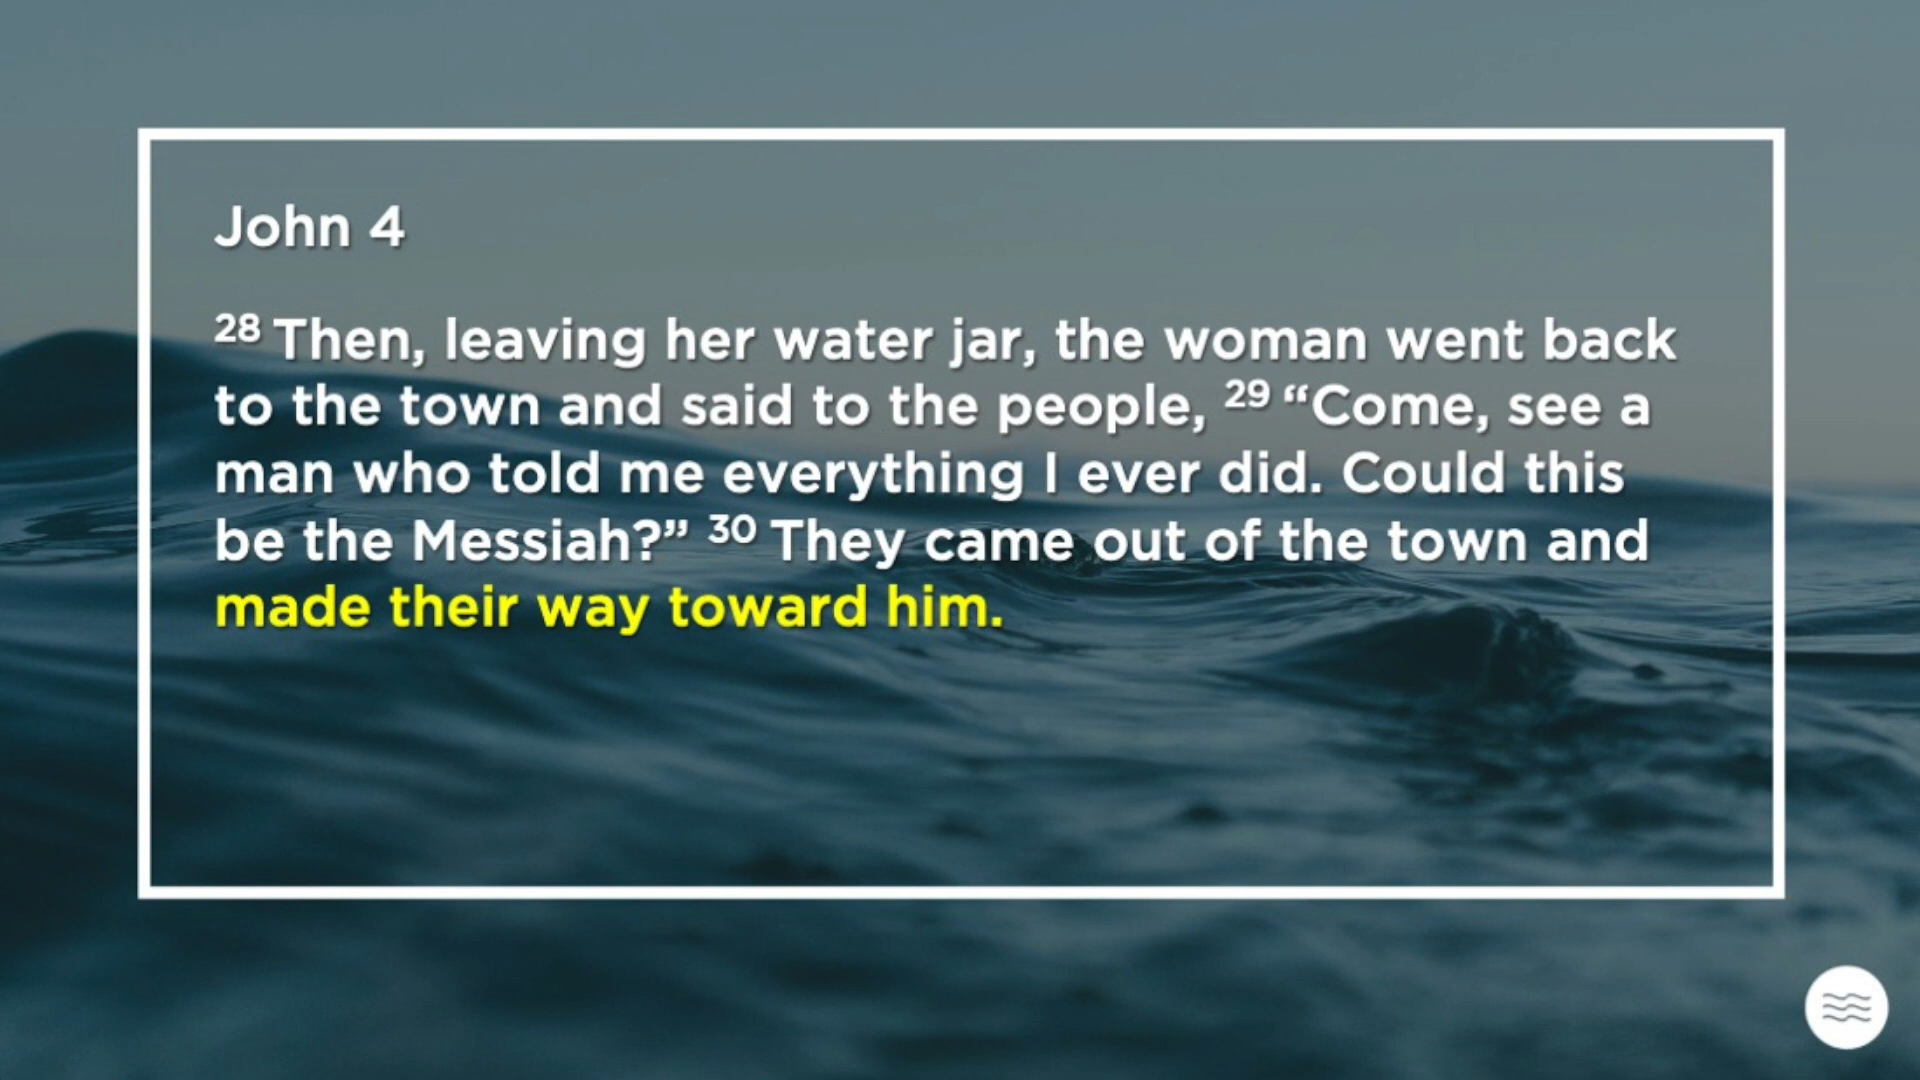 John 4
28 Then, leaving her water jar, the woman went back
to the town and said to the people, 29 “Come, see a
man who told me everything I ever did. Could this
be the Messiah?” 30 They came out of the town and
made their way toward him.